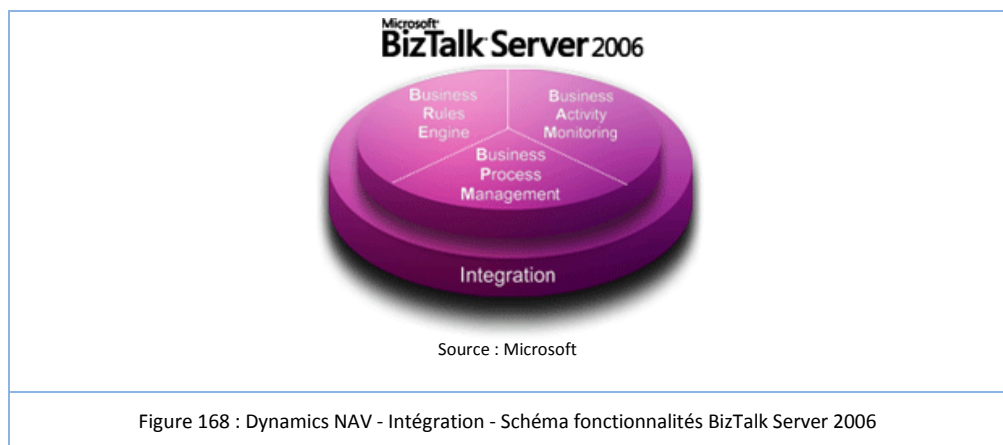 Microsoft
BizTalk Server 2006
Business
Rules
Engine
Business
Activity
Monitoring
Business
Process
Management
Integration
Source : Microsoft
Figure 168 : Dynamics NAV - Intégration - Schéma fonctionnalités BizTalk Server 2006